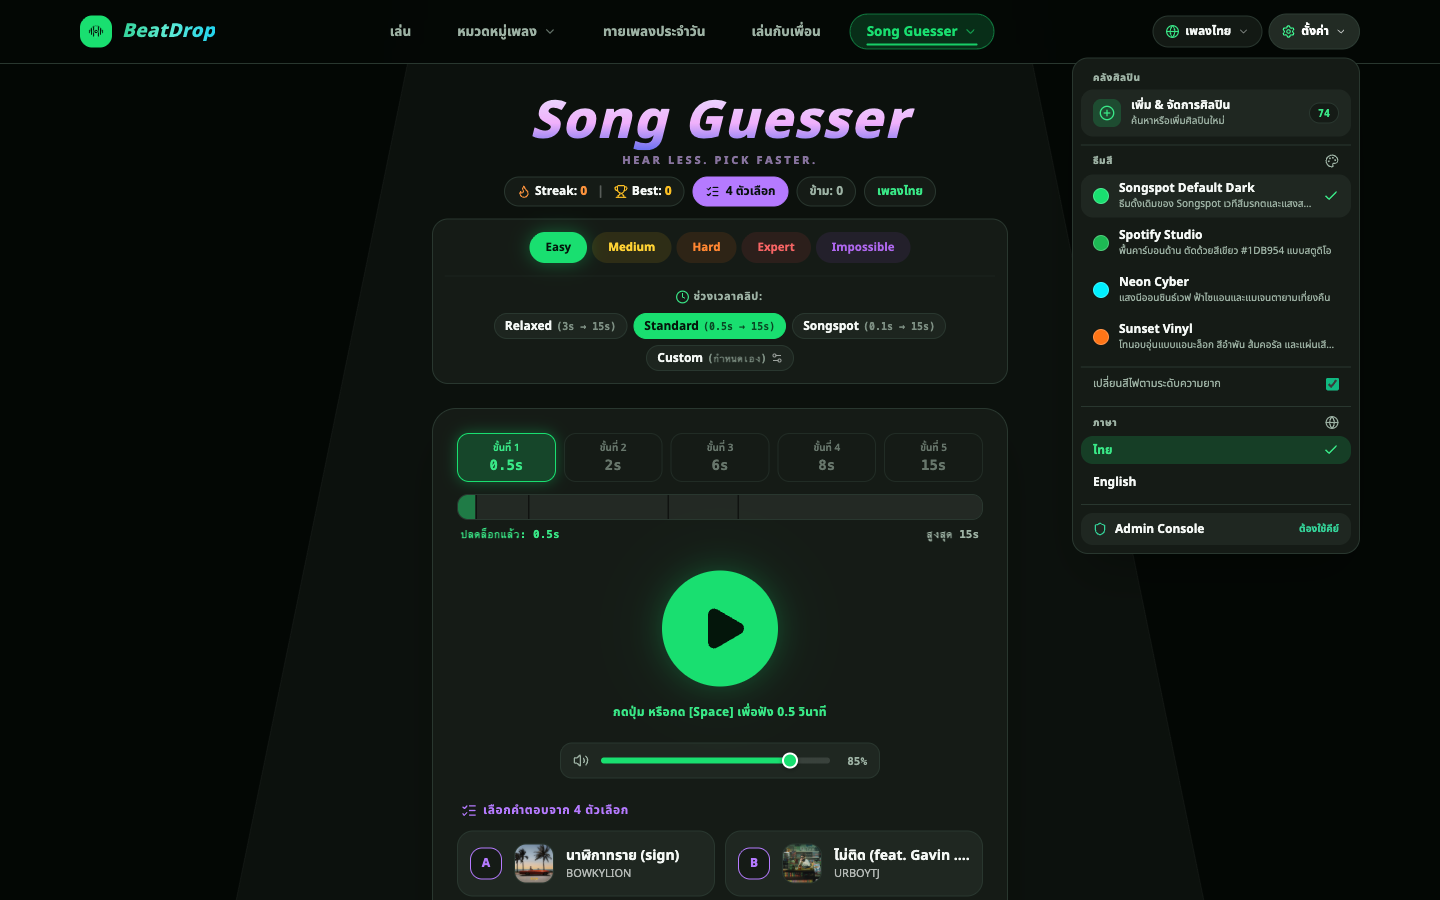 BeatDrop
เล่น
หมวดหมู่เพลง
ทายเพลงประจำวัน
เล่นกับเพื่อน
Song Guesser
เพลงไทย
ตั้งค่า
Song Guesser
HEAR LESS. PICK FASTER.
Streak: 0 | Best: 0
4 ตัวเลือก
ข้าม: 0
เพลงไทย
Easy
Medium
Hard
Expert
Impossible
ช่วงเวลาคลิป:
Relaxed (3s → 15s)
Standard (0.5s → 15s)
Songspot (0.1s → 15s)
Custom (กำหนดเอง)
ขั้นที่ 1
0.5s
ขั้นที่ 2
2s
ขั้นที่ 3
6s
ขั้นที่ 4
8s
ขั้นที่ 5
15s
ปลดล็อกแล้ว: 0.5s
สูงสุด 15s
กดปุ่ม หรือกด [Space] เพื่อฟัง 0.5 วินาที
85%
เลือกคำตอบจาก 4 ตัวเลือก
A
นาฬิกาทราย (sign)
BOWKYLION
B
ไม่ติด (feat. Gavin ....
URBOYTJ
คลังศิลปิน
เพิ่ม & จัดการศิลปิน
ค้นหาหรือเพิ่มศิลปินใหม่
74
ธีมสี
Songspot Default Dark
ธีมดั้งเดิมของ Songspot เวทีสีมรกตและแสงส...
Spotify Studio
พื้นคาร์บอนด้าน ตัดด้วยสีเขียว #1DB954 แบบสตูดิโอ
Neon Cyber
แสงนีออนซินธ์เวฟ ฟ้าไซแอนและแมเจนตายามเที่ยงคืน
Sunset Vinyl
โทนอบอุ่นแบบแอนะล็อก สีอำพัน ส้มคอรัล และแผ่นเสี...
เปลี่ยนสีไฟตามระดับความยาก
ภาษา
ไทย
English
Admin Console
ต้องใช้คีย์